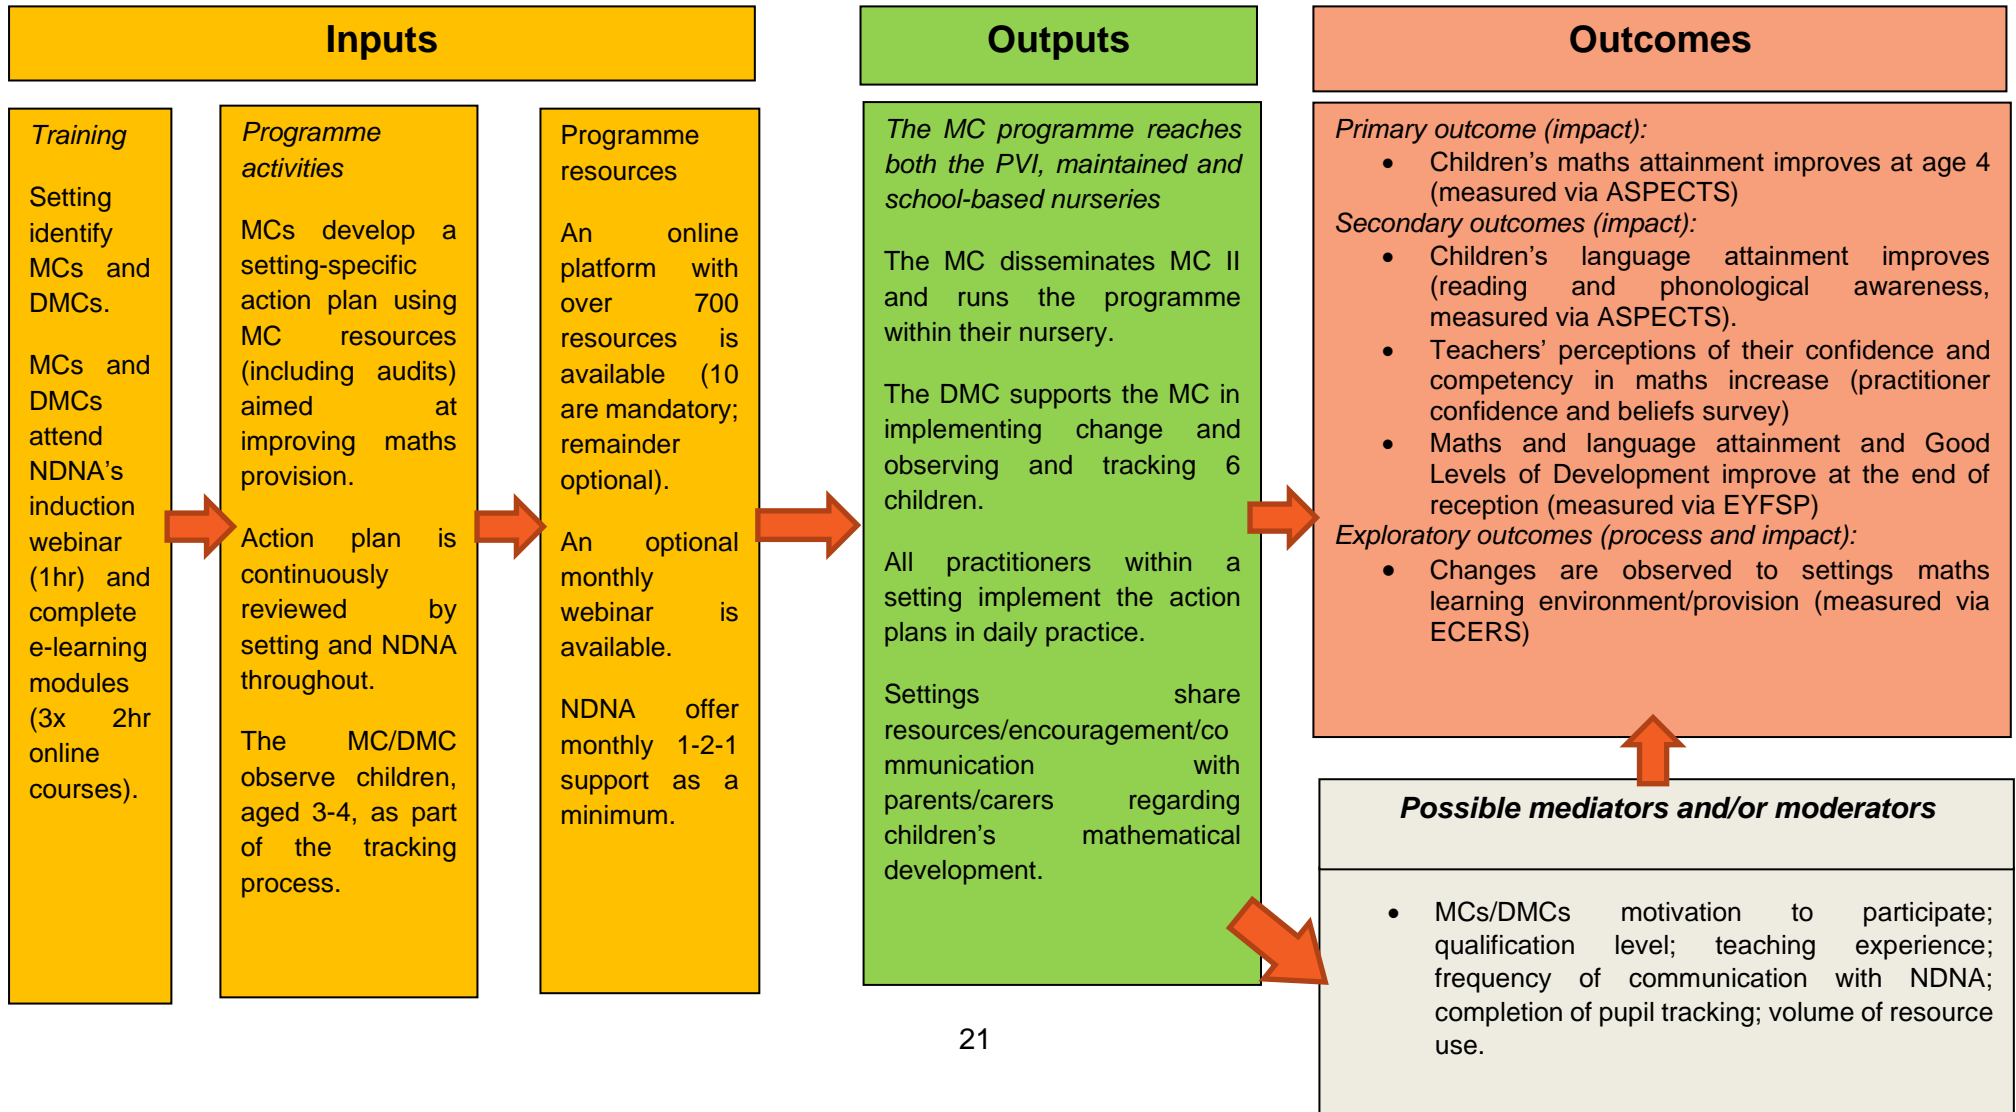 Inputs
Training
Setting
identify
MCs and
DMCs.
MCs and
DMCs
attend
NDNA's
induction
webinar
(1hr) and
complete
e-learning
modules
(3x 2hr
online
courses).
Programme
activities
MCs develop a
setting-specific
action plan using
MC resources
(including audits)
aimed at
improving maths
provision.
Action plan is
continuously
reviewed by
setting and NDNA
throughout.
The MC/DMC
observe children,
aged 3-4, as part
of the tracking
process.
Programme
resources
An online
platform with
over 700
resources is
available (10
are mandatory;
remainder
optional).
An optional
monthly
webinar is
available.
NDNA offer
monthly 1-2-1
support as a
minimum.
Outputs
The MC programme reaches
both the PVI, maintained and
school-based nurseries
The MC disseminates MC II
and runs the programme
within their nursery.
The DMC supports the MC in
implementing change and
observing and tracking 6
children.
All practitioners within a
setting implement the action
plans in daily practice.
Settings share
resources/encouragement/co
mmunication with
parents/carers regarding
children's mathematical
development.
Outcomes
Primary outcome (impact):
• Children's maths attainment improves at age 4
(measured via ASPECTS)
Secondary outcomes (impact):
• Children's language attainment improves
(reading and phonological awareness,
measured via ASPECTS).
• Teachers' perceptions of their confidence and
competency in maths increase (practitioner
confidence and beliefs survey)
• Maths and language attainment and Good
Levels of Development improve at the end of
reception (measured via EYFSP)
Exploratory outcomes (process and impact):
• Changes are observed to settings maths
learning environment/provision (measured via
ECERS)
Possible mediators and/or moderators
• MCs/DMCs motivation to participate;
qualification level; teaching experience;
frequency of communication with NDNA;
completion of pupil tracking; volume of resource
use.
21